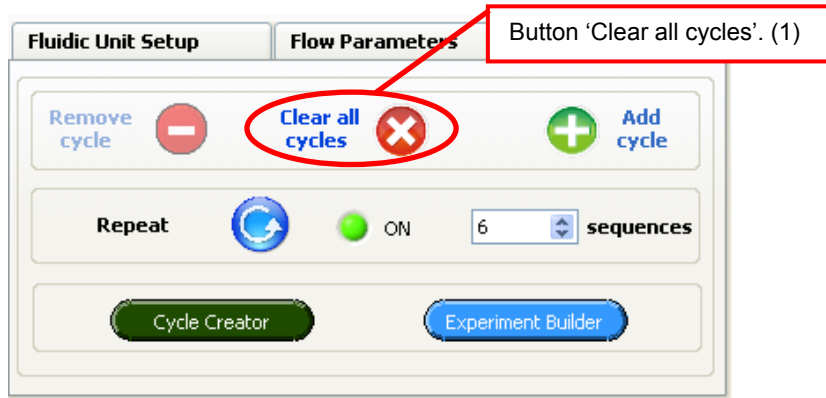 Fluidic Unit Setup
Flow Parameters
Button ‘Clear all cycles’. (1)
Remove
cycle
Clear all
cycles
Add
cycle
Repeat
ON
6
sequences
Cycle Creator
Experiment Builder